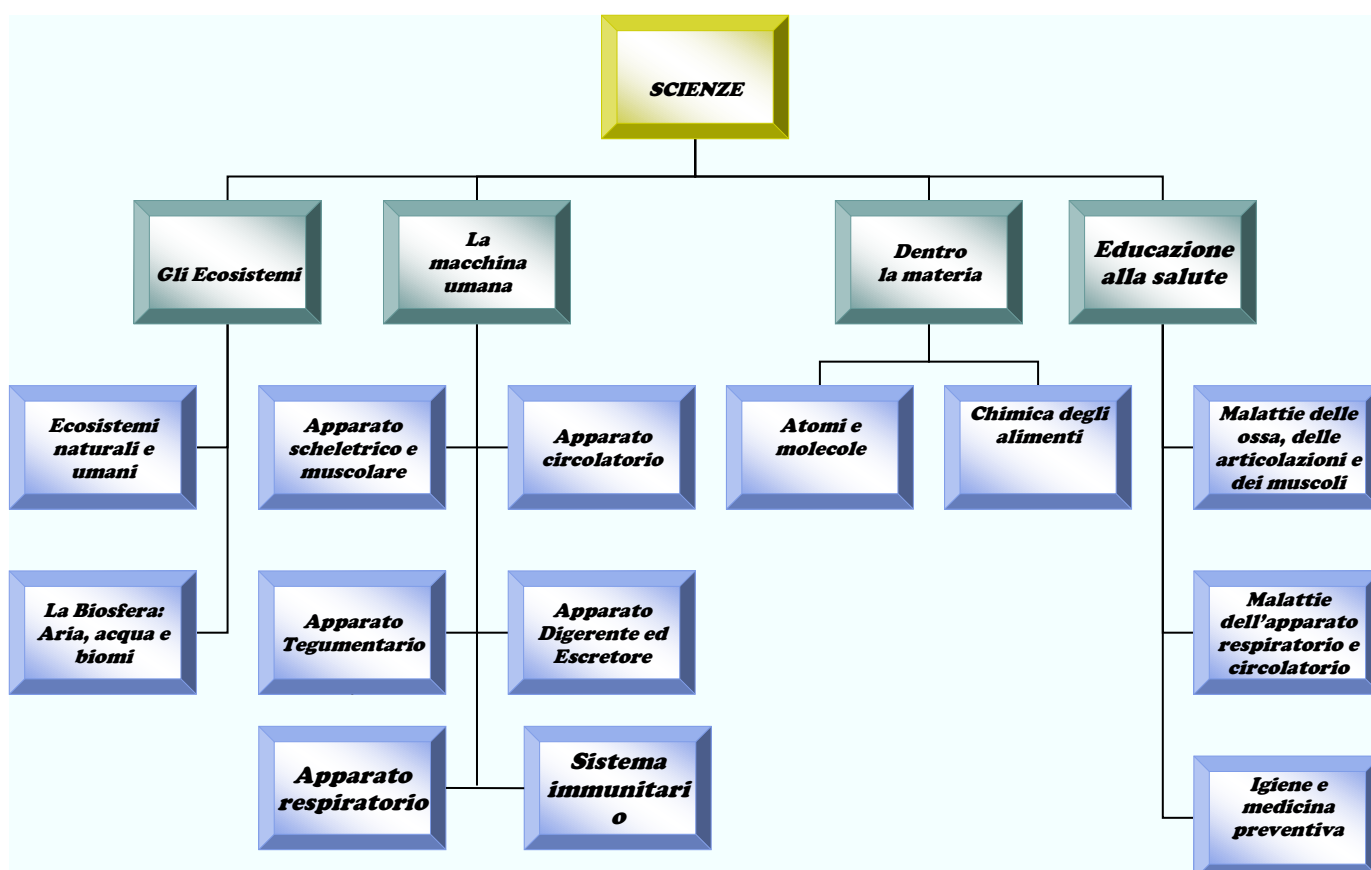 SCIENZE
Gli Ecosistemi
La
macchina
umana
Dentro
la materia
Educazione
alla salute
Ecosistemi
naturali e
umani
Apparato
scheletrico e
muscolare
Apparato
circolatorio
Atomi e
molecole
Chimica degli
alimenti
Malattie delle
ossa, delle
articolazioni e
dei muscoli
La Biosfera:
Aria, acqua e
biomi
Apparato
Tegumentario
Apparato
Digerente ed
Escretore
Malattie
dell’apparato
respiratorio e
circolatorio
Apparato
respiratorio
Sistema
immunitari
o
Igiene e
medicina
preventiva